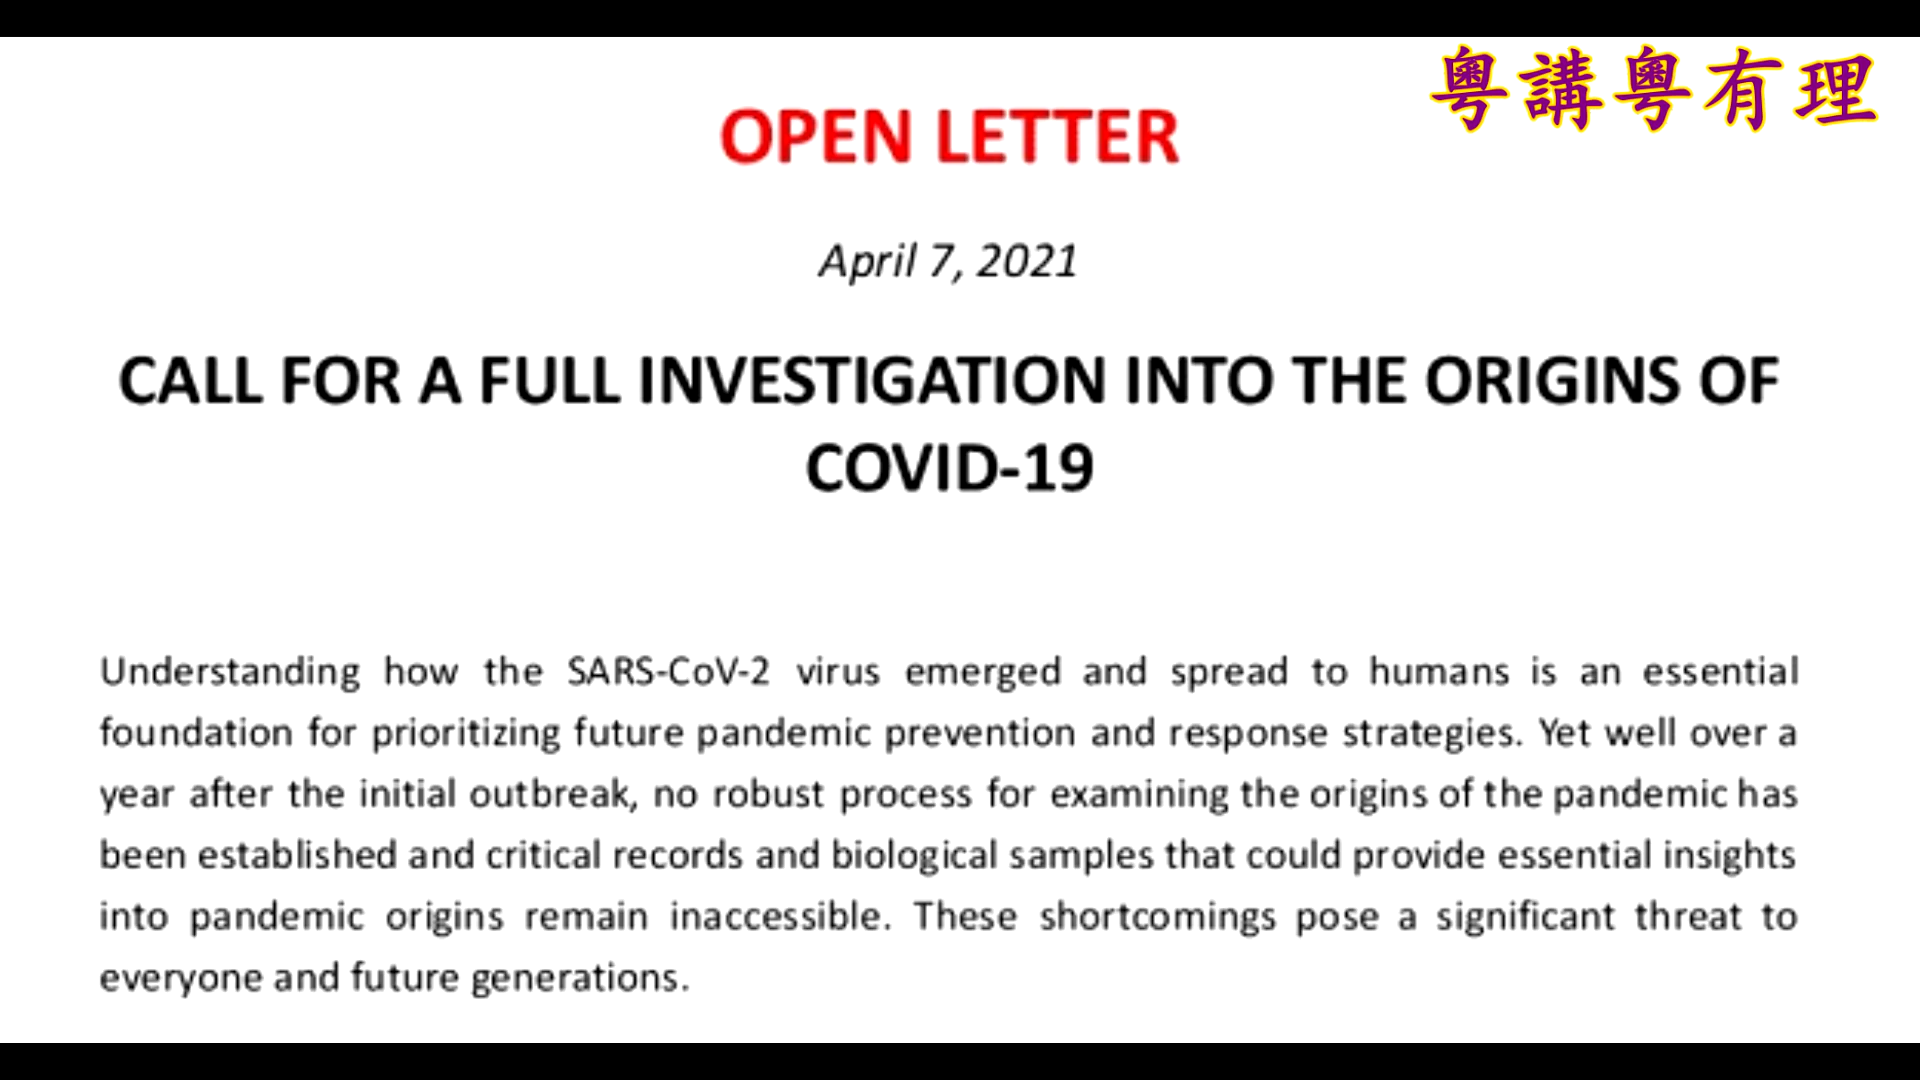 粵講粵有理
OPEN LETTER
April 7, 2021
CALL FOR A FULL INVESTIGATION INTO THE ORIGINS OF
COVID-19
Understanding how the SARS-CoV-2 virus emerged and spread to humans is an essential
foundation for prioritizing future pandemic prevention and response strategies. Yet well over a
year after the initial outbreak, no robust process for examining the origins of the pandemic has
been established and critical records and biological samples that could provide essential insights
into pandemic origins remain inaccessible. These shortcomings pose a significant threat to
everyone and future generations.